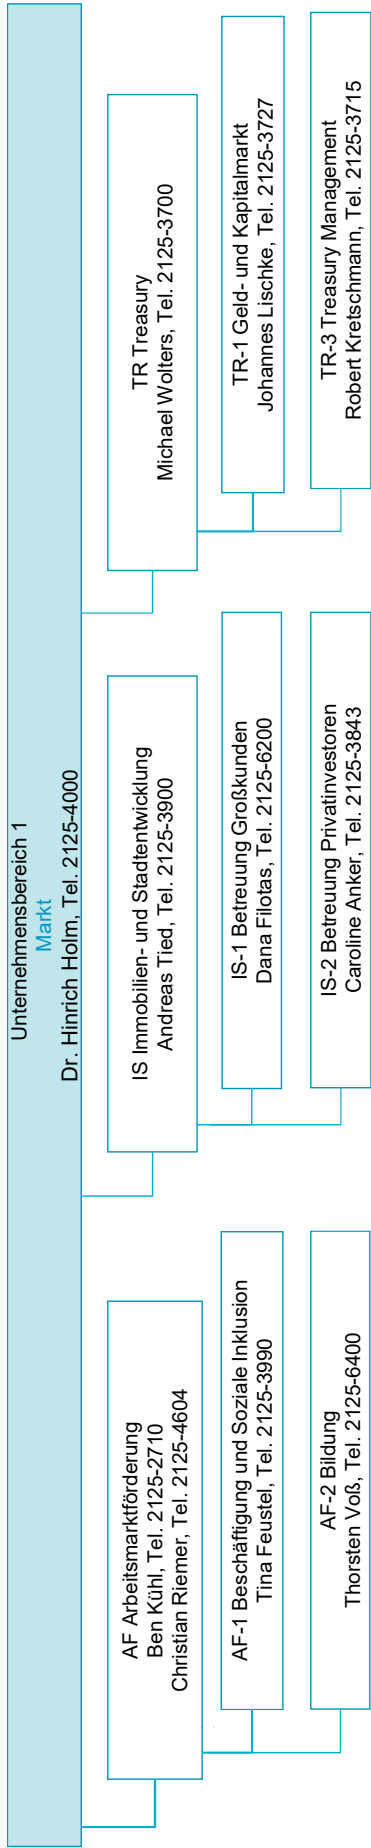 Unternehmensbereich 1
Markt
Dr. Hinrich Holm, Tel. 2125-4000
AF Arbeitsmarktförderung
Ben Kühl, Tel. 2125-2710
Christian Riemer, Tel. 2125-4604
AF-1 Beschäftigung und Soziale Inklusion
Tina Feustel, Tel. 2125-3990
AF-2 Bildung
Thorsten Voß, Tel. 2125-6400
IS Immobilien- und Stadtentwicklung
Andreas Tied, Tel. 2125-3900
IS-1 Betreuung Großkunden
Dana Filotas, Tel. 2125-6200
IS-2 Betreuung Privatinvestoren
Caroline Anker, Tel. 2125-3843
TR Treasury
Michael Wolters, Tel. 2125-3700
TR-1 Geld- und Kapitalmarkt
Johannes Lischke, Tel. 2125-3727
TR-3 Treasury Management
Robert Kretschmann, Tel. 2125-3715